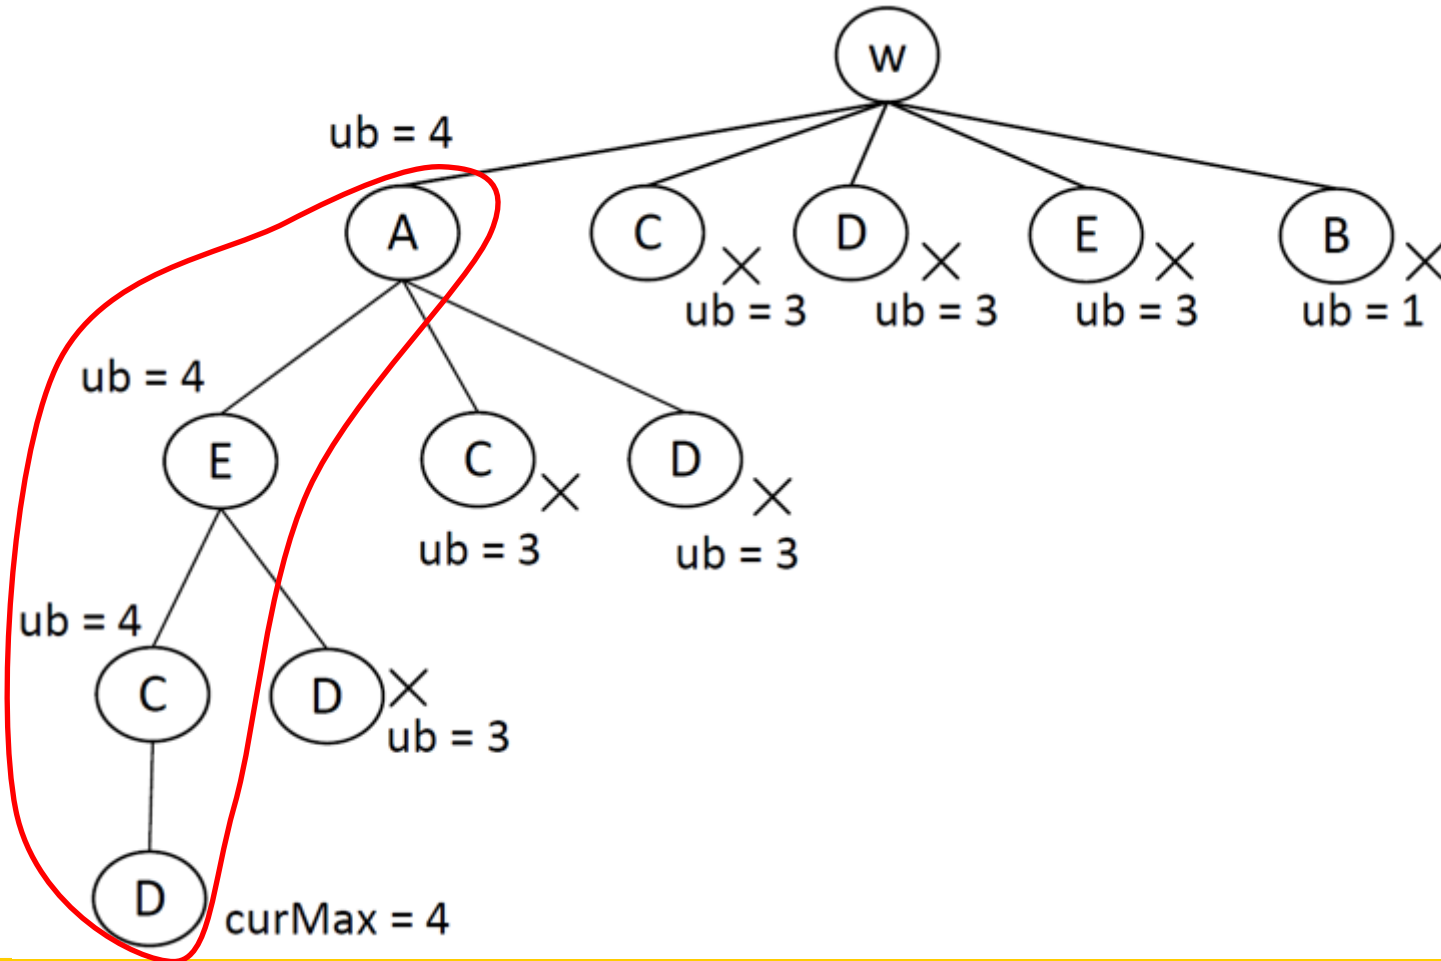 w
ub = 4
A
C
D
E
B
ub = 3
ub = 3
ub = 3
ub = 1
ub = 4
E
C
D
ub = 3
ub = 3
ub = 4
C
D
ub = 3
D
curMax = 4